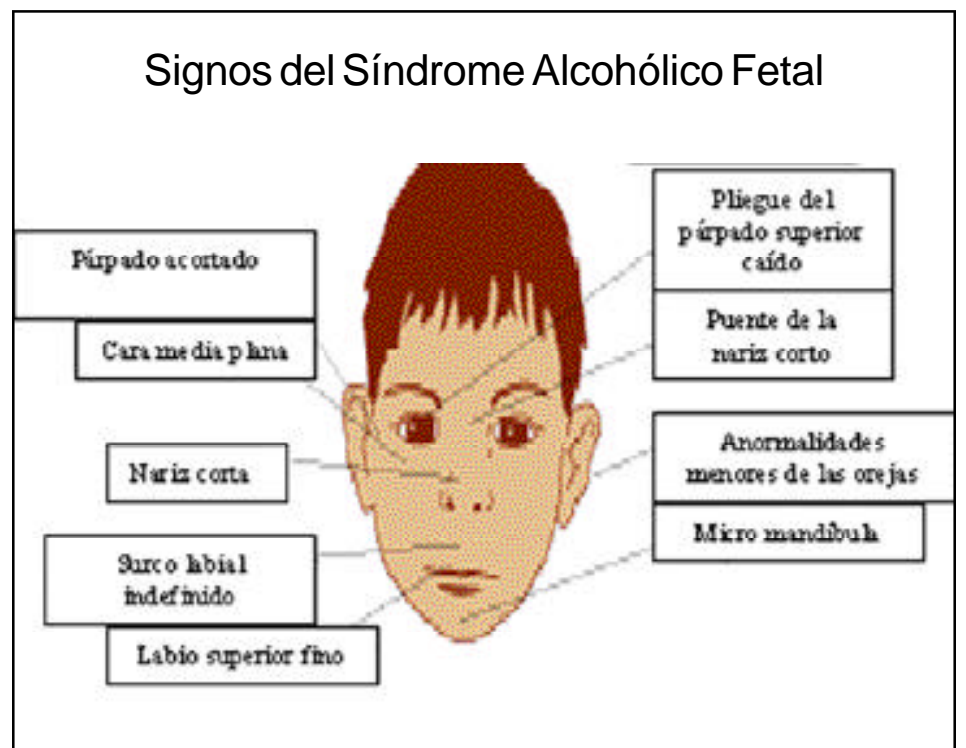 Signos del Síndrome Alcohólico Fetal
Párpado acortado
Cara media plana
Nariz corta
Surco labial
indefinido
Labio superior fino
Pliegue del
párpado superior
caído
Puente de la
nariz corto
Anormalidades
menores de las orejas
Micro mandíbula